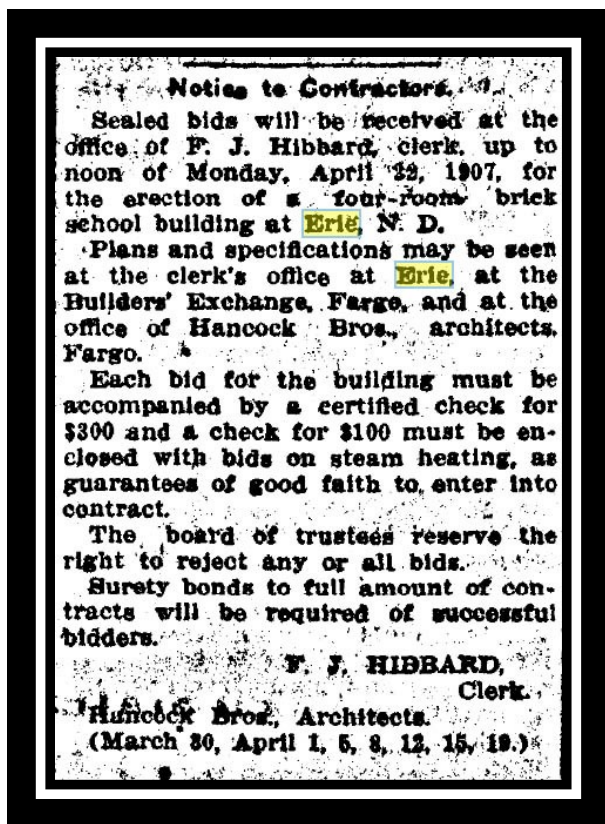 Notice to Contractors.
Sealed bids will be received at the
office of F. J. Hibbard, clerk, up to
noon of Monday, April 22, 1907, for
the erection of a four-room brick
school building at Erie, N. D.
Plans and specifications may be seen
at the clerk's office at Erie, at the
Builders' Exchange, Fargo, and at the
office of Hancock Bros., architects,
Fargo.
Each bid for the building must be
accompanied by a certified check for
$300 and a check for $100 must be en-
closed with bids on steam heating, as
guarantees of good faith to enter into
contract.
The board of trustees reserve the
right to reject any or all bids.
Surety bonds to full amount of con-
tracts will be required of successful
bidders.
F. J. HIBBARD,
Clerk.
Hancock Bros., Architects.
(March 30, April 1, 5, 8, 12, 15, 19.)